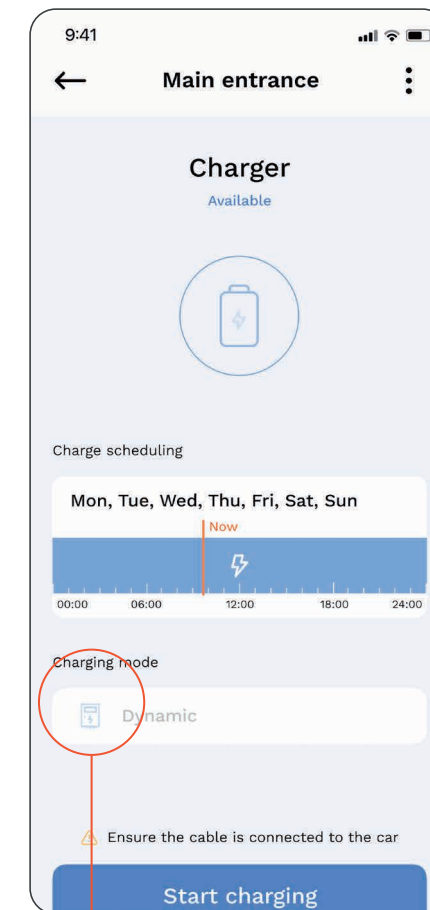 9:41
Main entrance
Charger
Available
Charge scheduling
Mon, Tue, Wed, Thu, Fri, Sat, Sun
Now
00:00 06:00 12:00 18:00 24:00
Charging mode
Dynamic
Ensure the cable is connected to the car
Start charging